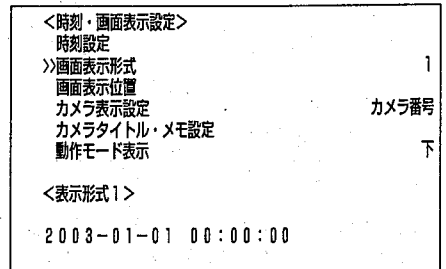 <時刻・画面表示設定>
時刻設定
>>画面表示形式 1
画面表示位置
カメラ表示設定 カメラ番号
カメラタイトル・メモ設定
動作モード表示 下
<表示形式1>
2003-01-01 00:00:00